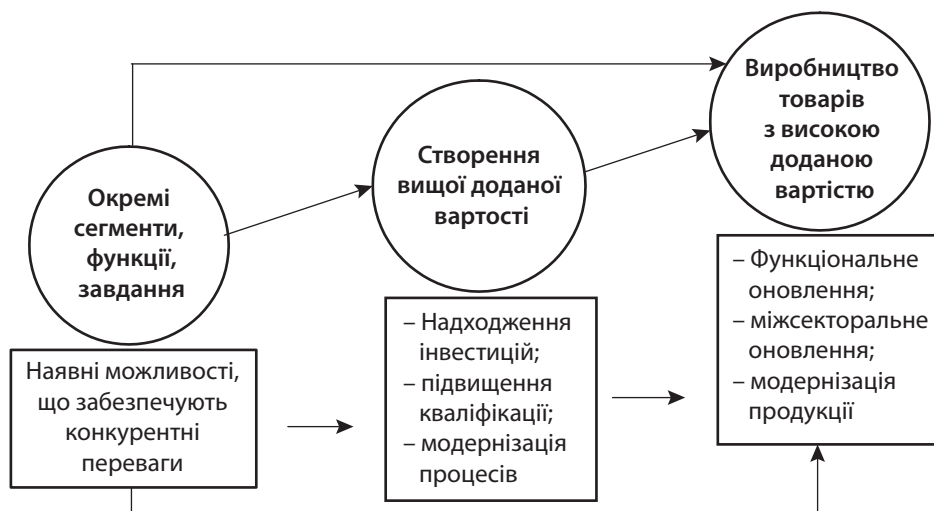 Окремі
сегменти,
функції,
завдання
Наявні можливості,
що забезпечують
конкурентні
переваги
Створення
вищої доданої
вартості
– Надходження
інвестицій;
– підвищення
кваліфікації;
– модернізація
процесів
Виробництво
товарів
з високою
доданою
вартістю
– Функціональне
оновлення;
– міжсекторальне
оновлення;
– модернізація
продукції